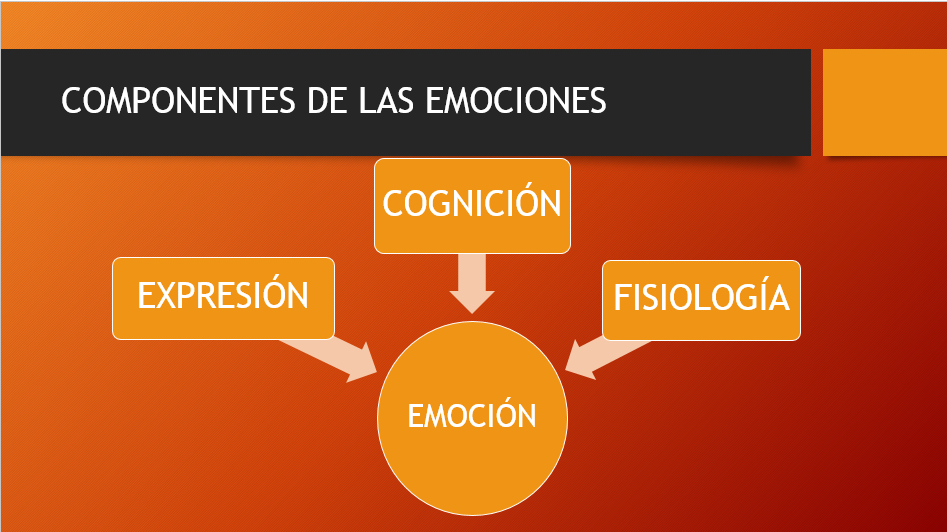 COMPONENTES DE LAS EMOCIONES
COGNICIÓN
EXPRESIÓN
FISIOLOGÍA
EMOCIÓN